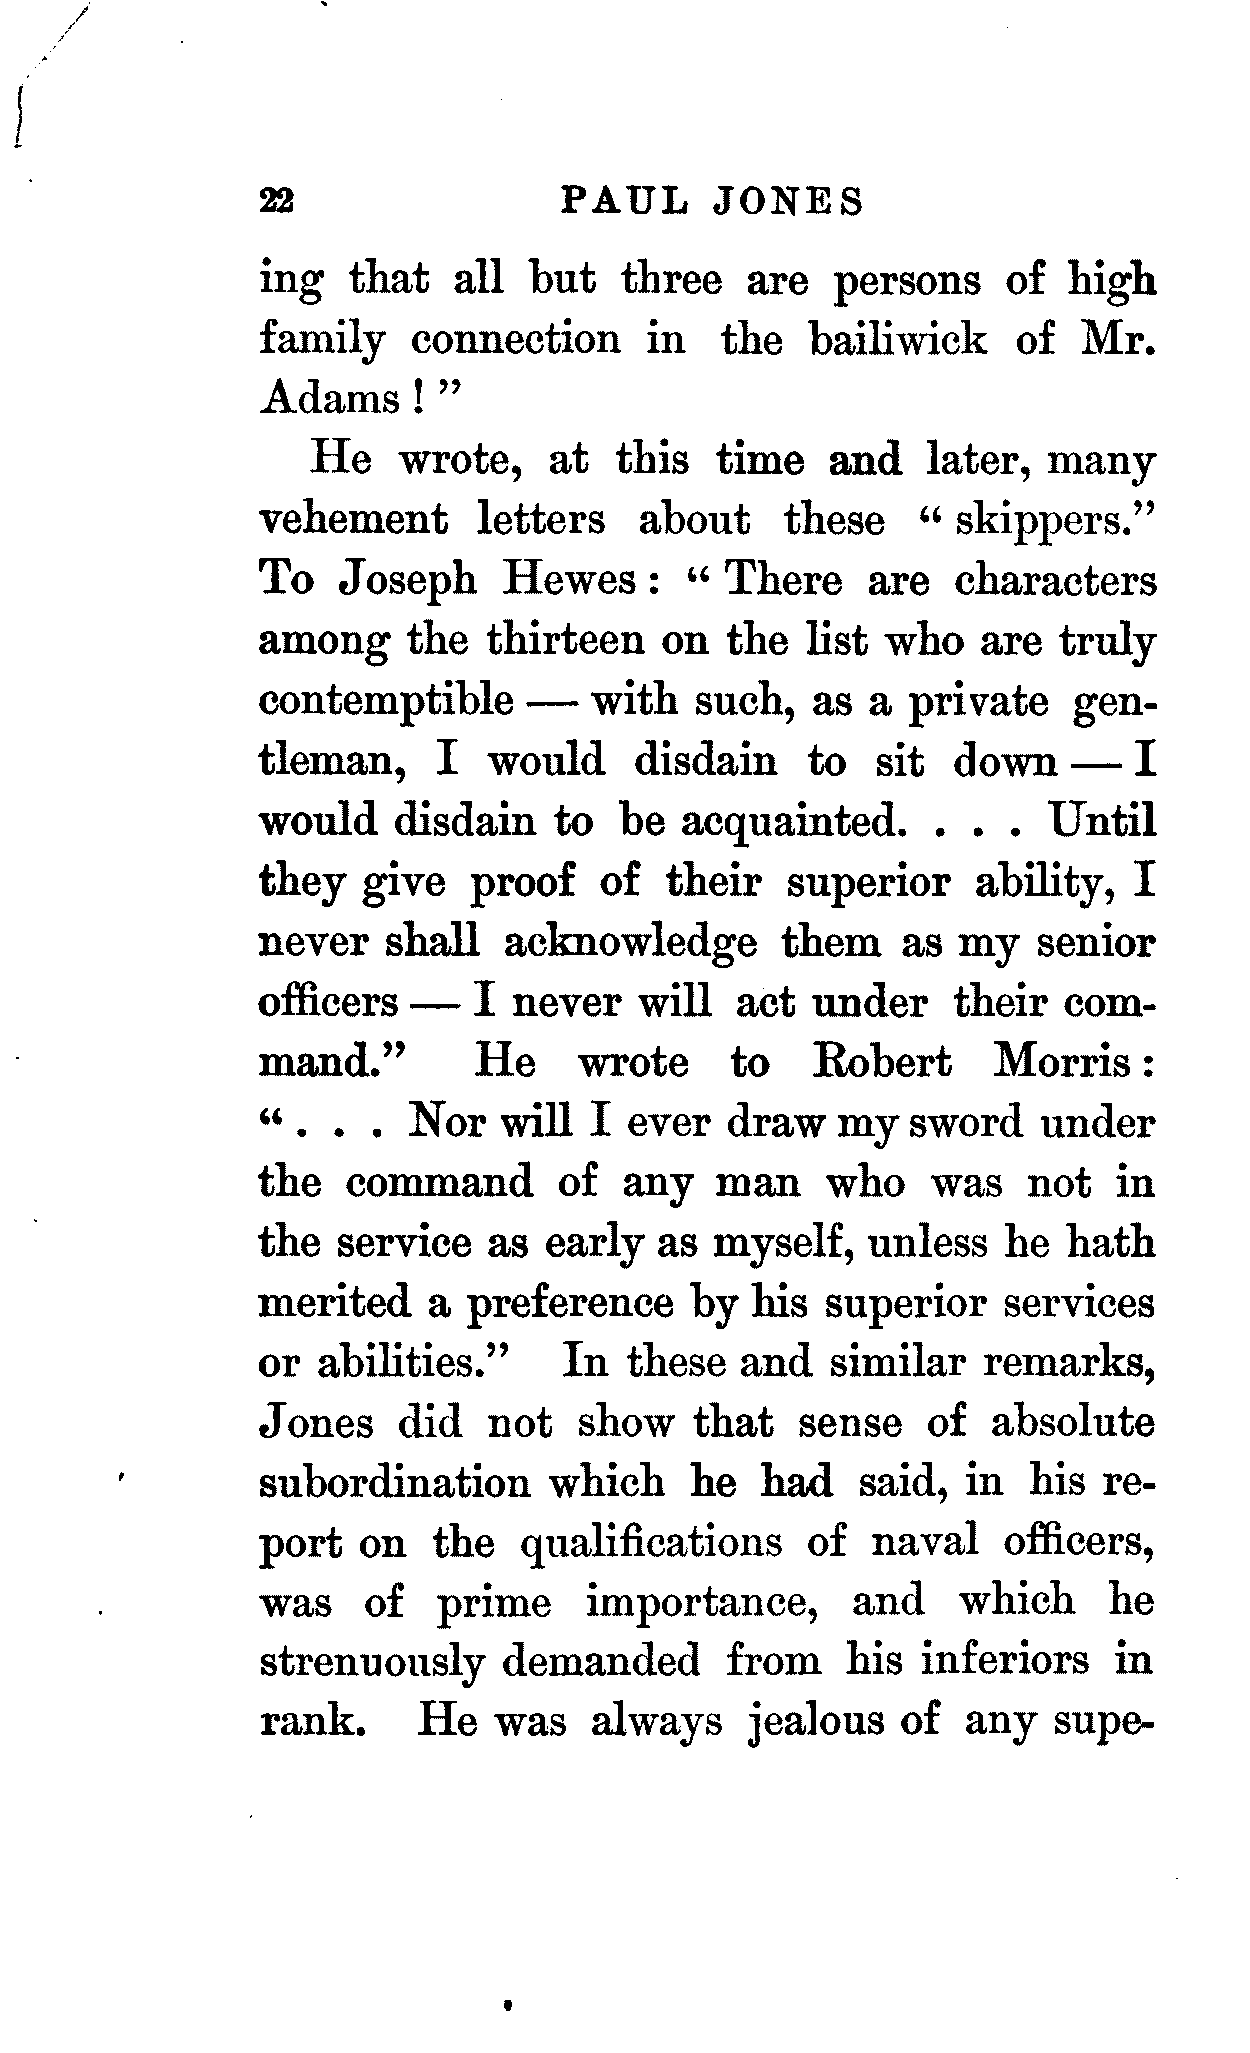 22 PAUL JONES
ing that all but three are persons of high
family connection in the bailiwick of Mr.
Adams ! ”
He wrote, at this time and later, many
vehement letters about these “ skippers.”
To Joseph Hewes : “ There are characters
among the thirteen on the list who are truly
contemptible — with such, as a private gen-
tleman, I would disdain to sit down — I
would disdain to be acquainted. . . . Until
they give proof of their superior ability, I
never shall acknowledge them as my senior
officers — I never will act under their com-
mand.” He wrote to Robert Morris :
“ . . . Nor will I ever draw my sword under
the command of any man who was not in
the service as early as myself, unless he hath
merited a preference by his superior services
or abilities.” In these and similar remarks,
Jones did not show that sense of absolute
subordination which he had said, in his re-
port on the qualifications of naval officers,
was of prime importance, and which he
strenuously demanded from his inferiors in
rank. He was always jealous of any supe-